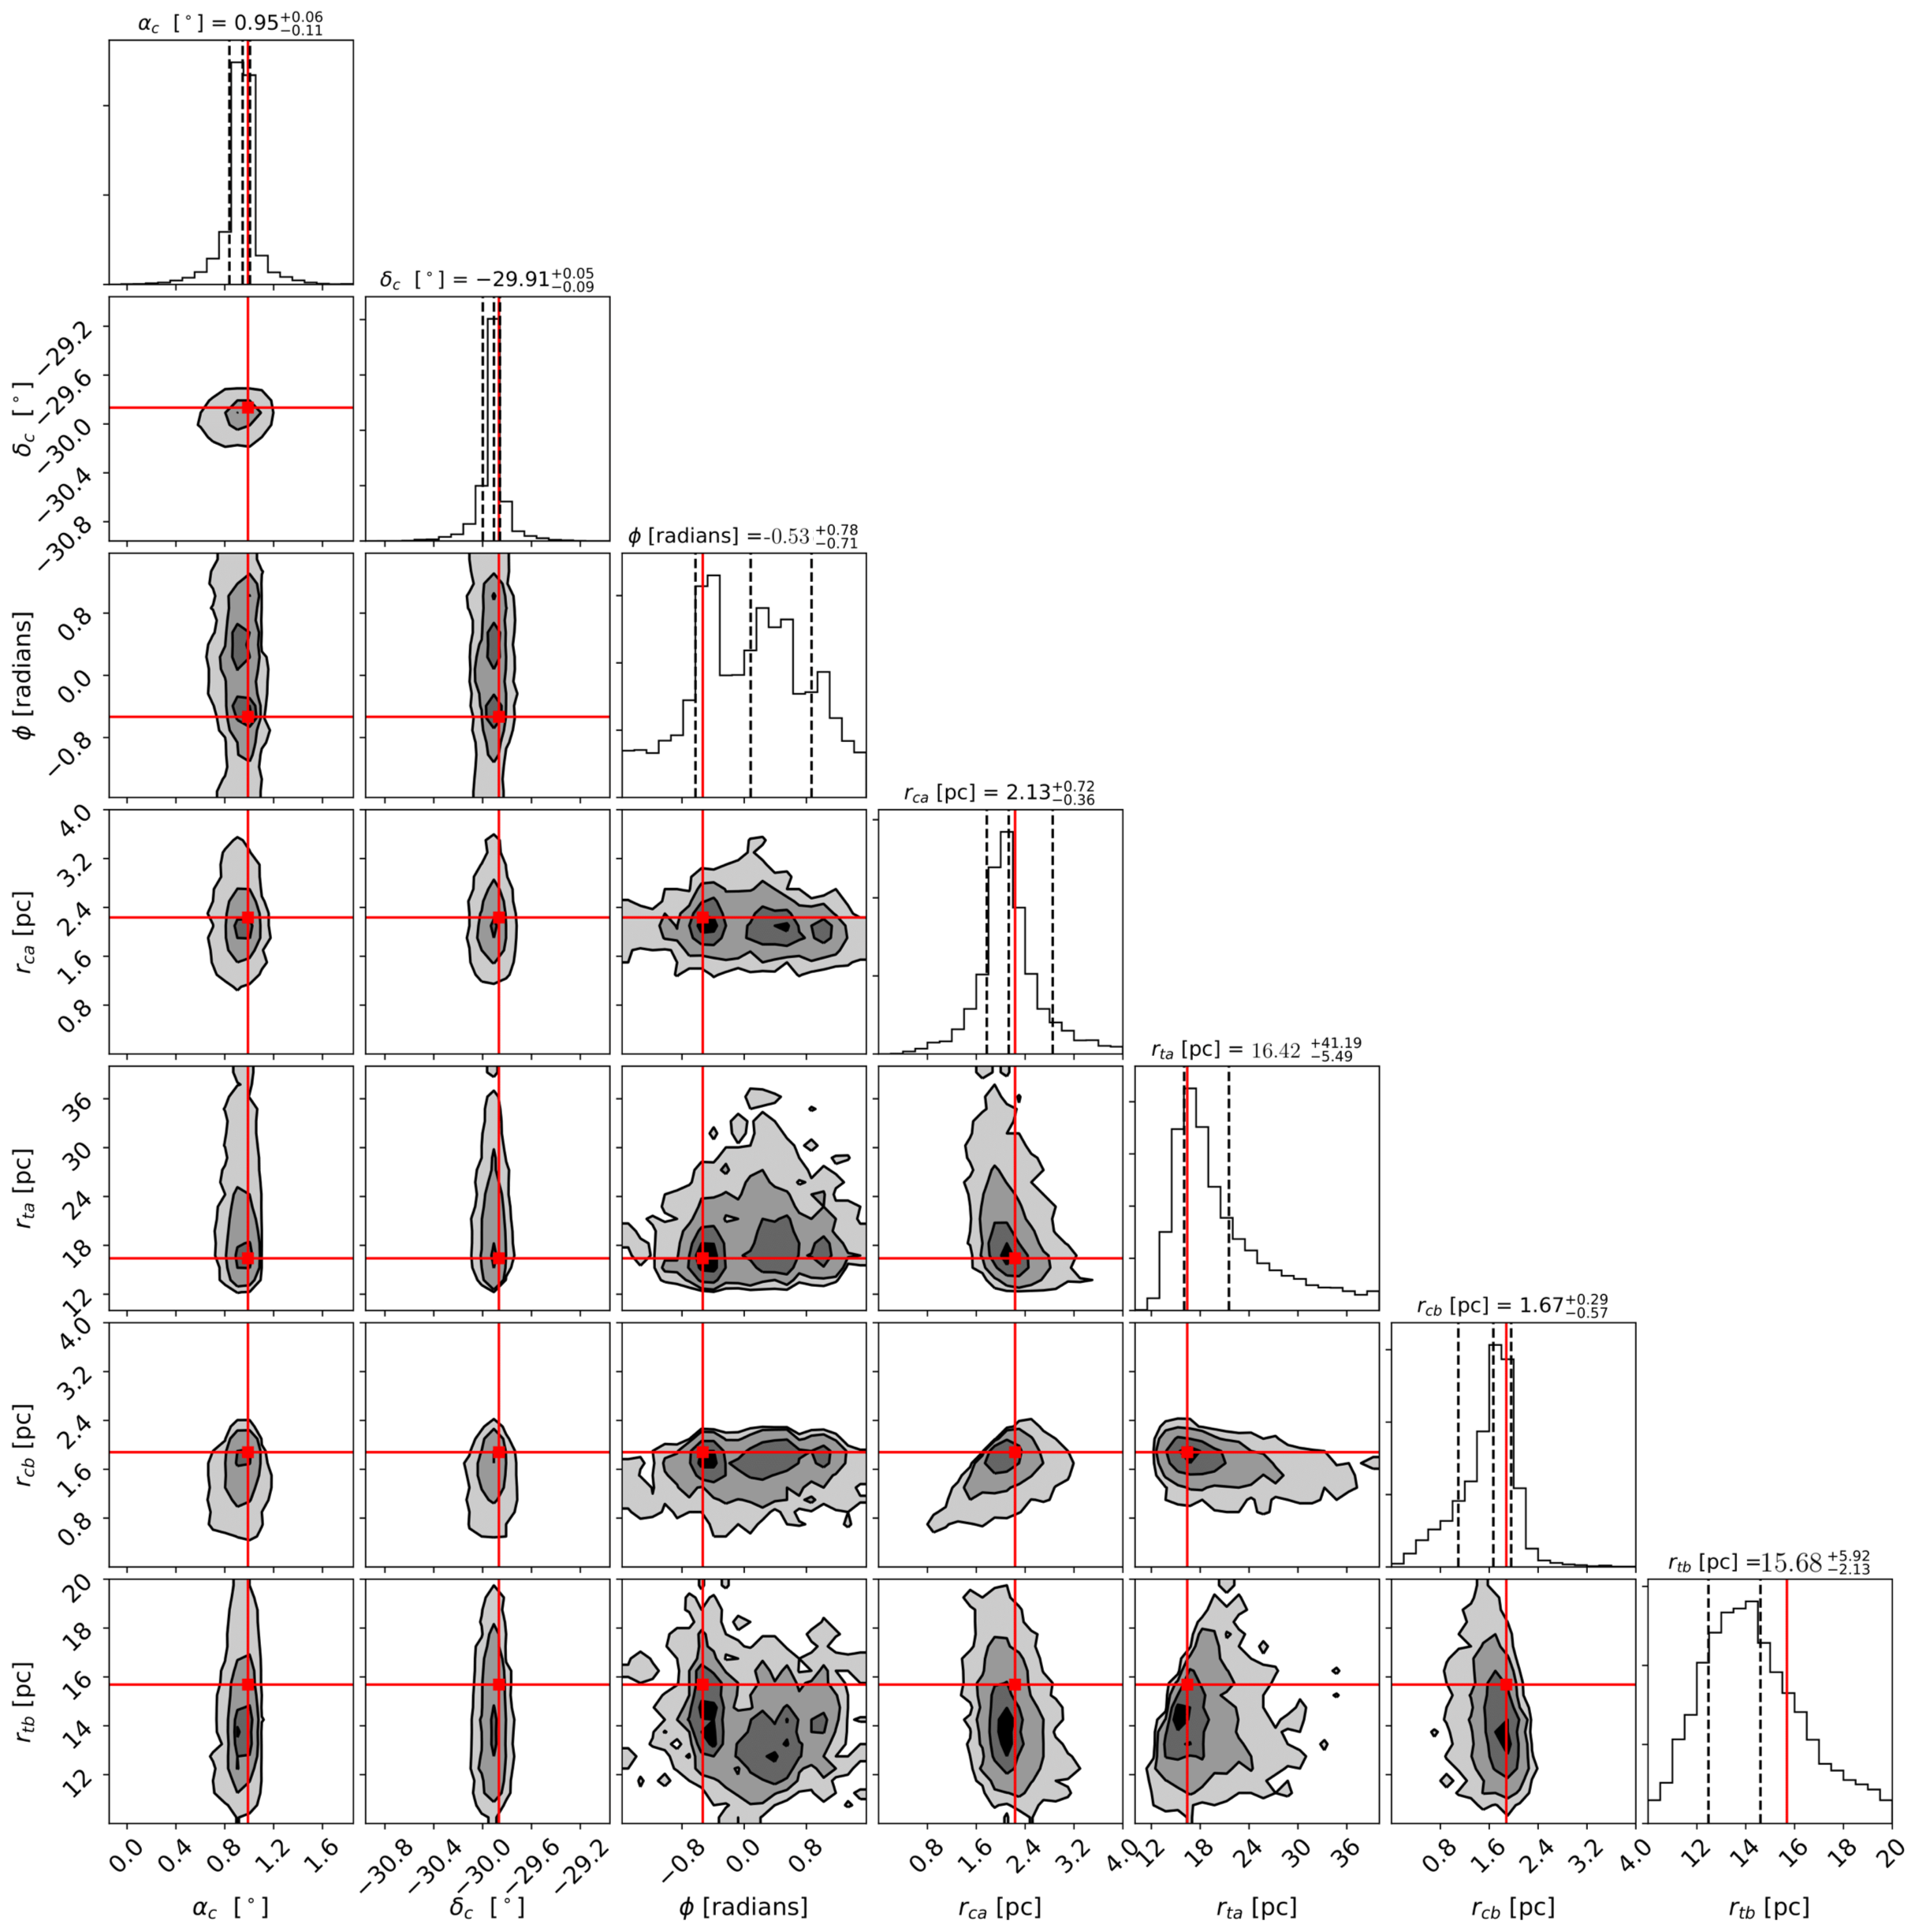 α_c [°] = 0.95 +0.06 −0.11
δ_c [°] = −29.91 +0.05 −0.09
δ_c [°]
−29.2
−29.6
−30.0
−30.4
−30.8
ϕ [radians] =-0.53 +0.78 −0.71
ϕ [radians]
0.8
0.0
−0.8
r_ca [pc] = 2.13 +0.72 −0.36
r_ca [pc]
4.0
3.2
2.4
1.6
0.8
r_ta [pc] = 16.42 +41.19 −5.49
r_ta [pc]
36
30
24
18
12
r_cb [pc] = 1.67 +0.29 −0.57
r_cb [pc]
4.0
3.2
2.4
1.6
0.8
r_tb [pc] =15.68 +5.92 −2.13
r_tb [pc]
20
18
16
14
12
0.0 0.4 0.8 1.2 1.6
−30.8 −30.4 −30.0 −29.6 −29.2
−0.8 0.0 0.8
0.8 1.6 2.4 3.2 4.0
12 18 24 30 36
0.8 1.6 2.4 3.2 4.0
12 14 16 18 20
α_c [°] δ_c [°] ϕ [radians] r_ca [pc] r_ta [pc] r_cb [pc] r_tb [pc]